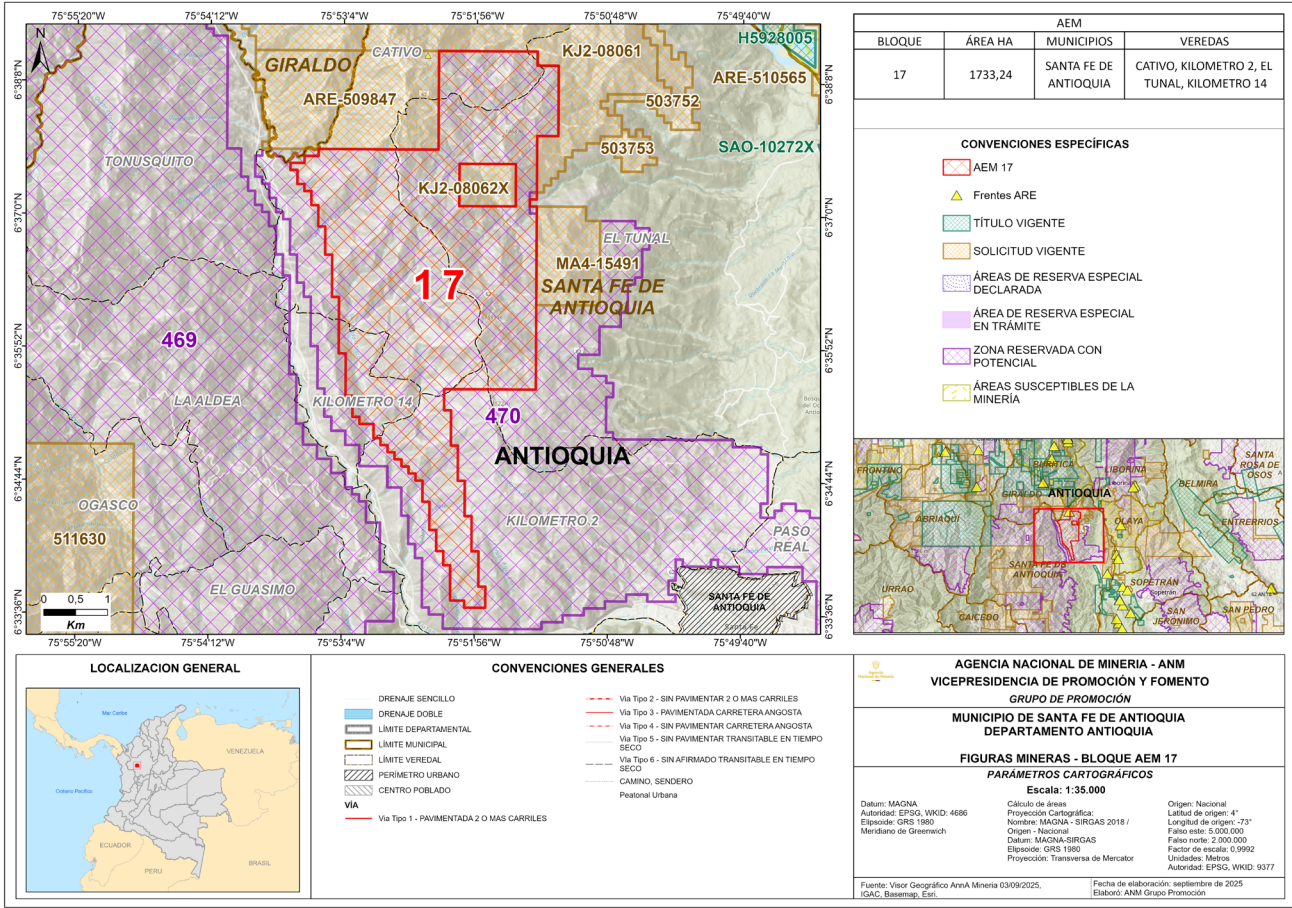 75°55'20"W 75°54'12"W 75°53'4"W 75°51'56"W 75°50'48"W 75°49'40"W
N
6°38'8"N
6°37'0"N
6°35'52"N
6°34'44"N
6°33'36"N
GIRALDO
CATIVO
KJ2-08061
H5928005
ARE-510565
ARE-509847
503752
503753
SAO-10272X
TONUSQUITO
KJ2-08062X
EL TUNAL
MA4-15491
17
SANTA FE DE
ANTIOQUIA
469
LA ALDEA
KILOMETRO 14
470
ANTIOQUIA
OGASCO
KILOMETRO 2
PASO
REAL
511630
EL GUASIMO
SANTA FE DE
ANTIOQUIA
Santa Fe
0 0,5 1
Km
6°38'8"N
6°37'0"N
6°35'52"N
6°34'44"N
6°33'36"N
75°55'20"W 75°54'12"W 75°53'4"W 75°51'56"W 75°50'48"W 75°49'40"W
AEM
BLOQUE ÁREA HA MUNICIPIOS VEREDAS
17 1733,24 SANTA FE DE ANTIOQUIA CATIVO, KILOMETRO 2, EL TUNAL, KILOMETRO 14
CONVENCIONES ESPECÍFICAS
AEM 17
Frentes ARE
TÍTULO VIGENTE
SOLICITUD VIGENTE
ÁREAS DE RESERVA ESPECIAL
DECLARADA
ÁREA DE RESERVA ESPECIAL
EN TRÁMITE
ZONA RESERVADA CON
POTENCIAL
ÁREAS SUSCEPTIBLES DE LA
MINERÍA
FRONTINO
BURITICÁ
LIBORINA
SANTA
ROSA DE
OSOS
GIRALDO
ANTIOQUIA
BELMIRA
ABRIAQUÍ
OLAYA
ENTRERRIOS
SANTA FE DE
ANTIOQUIA
URRAO
SOPETRÁN
Sopetrán
CAICEDO
SAN
JERÓNIMO
SAN PEDRO
LOCALIZACION GENERAL
Mar Caribe
VENEZUELA
Océano Pacífico
ECUADOR
PERU
BRASIL
CONVENCIONES GENERALES
DRENAJE SENCILLO
DRENAJE DOBLE
LÍMITE DEPARTAMENTAL
LÍMITE MUNICIPAL
LÍMITE VEREDAL
PERÍMETRO URBANO
CENTRO POBLADO
VÍA
Via Tipo 1 - PAVIMENTADA 2 O MAS CARRILES
Via Tipo 2 - SIN PAVIMENTAR 2 O MAS CARRILES
Via Tipo 3 - PAVIMENTADA CARRETERA ANGOSTA
Via Tipo 4 - SIN PAVIMENTAR CARRETERA ANGOSTA
Via Tipo 5 - SIN PAVIMENTAR TRANSITABLE EN TIEMPO
SECO
Via Tipo 6 - SIN AFIRMADO TRANSITABLE EN TIEMPO
SECO
CAMINO, SENDERO
Peatonal Urbana
AGENCIA NACIONAL DE MINERIA - ANM
VICEPRESIDENCIA DE PROMOCIÓN Y FOMENTO
GRUPO DE PROMOCIÓN
MUNICIPIO DE SANTA FE DE ANTIOQUIA
DEPARTAMENTO ANTIOQUIA
FIGURAS MINERAS - BLOQUE AEM 17
PARÁMETROS CARTOGRÁFICOS
Escala: 1:35.000
Datum: MAGNA
Autoridad: EPSG, WKID: 4686
Elipsoide: GRS 1980
Meridiano de Greenwich
Cálculo de áreas
Proyección Cartográfica:
Nombre: MAGNA - SIRGAS 2018 /
Origen - Nacional
Datum: MAGNA-SIRGAS
Elipsoide: GRS 1980
Proyección: Transversa de Mercator
Origen: Nacional
Latitud de origen: 4°
Longitud de origen: -73°
Falso este: 5.000.000
Falso norte: 2.000.000
Factor de escala: 0,9992
Unidades: Metros
Autoridad: EPSG, WKID: 9377
Fuente: Visor Geográfico AnnA Mineria 03/09/2025,
IGAC, Basemap, Esri.
Fecha de elaboración: septiembre de 2025
Elaboró: ANM Grupo Promoción